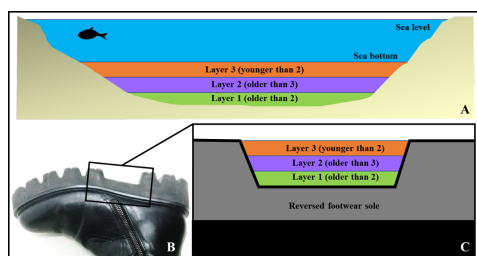 Sea level
Sea bottom
Layer 3 (younger than 2)
Layer 2 (older than 3)
Layer 1 (older than 2)
A
B
Layer 3 (younger than 2)
Layer 2 (older than 3)
Layer 1 (older than 2)
Reversed footwear sole
C